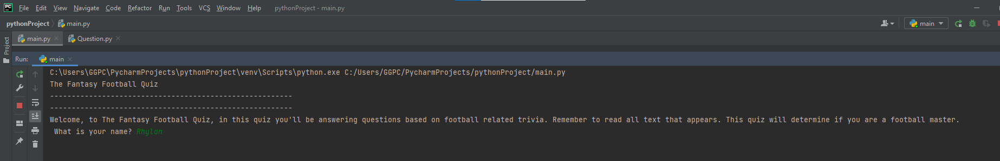 PC File Edit View Navigate Code Refactor Run Tools VCS Window Help pythonProject - main.py
pythonProject main.py main
main.py Question.py
Project
Run: main
C:\Users\GGPC\PycharmProjects\pythonProject\venv\Scripts\python.exe C:/Users/GGPC/PycharmProjects/pythonProject/main.py
The Fantasy Football Quiz
--------------------------------------------------------
--------------------------------------------------------
Welcome, to The Fantasy Football Quiz, in this quiz you'll be answering questions based on football related trivia. Remember to read all text that appears. This quiz will determine if you are a football master.
What is your name? Rhylan